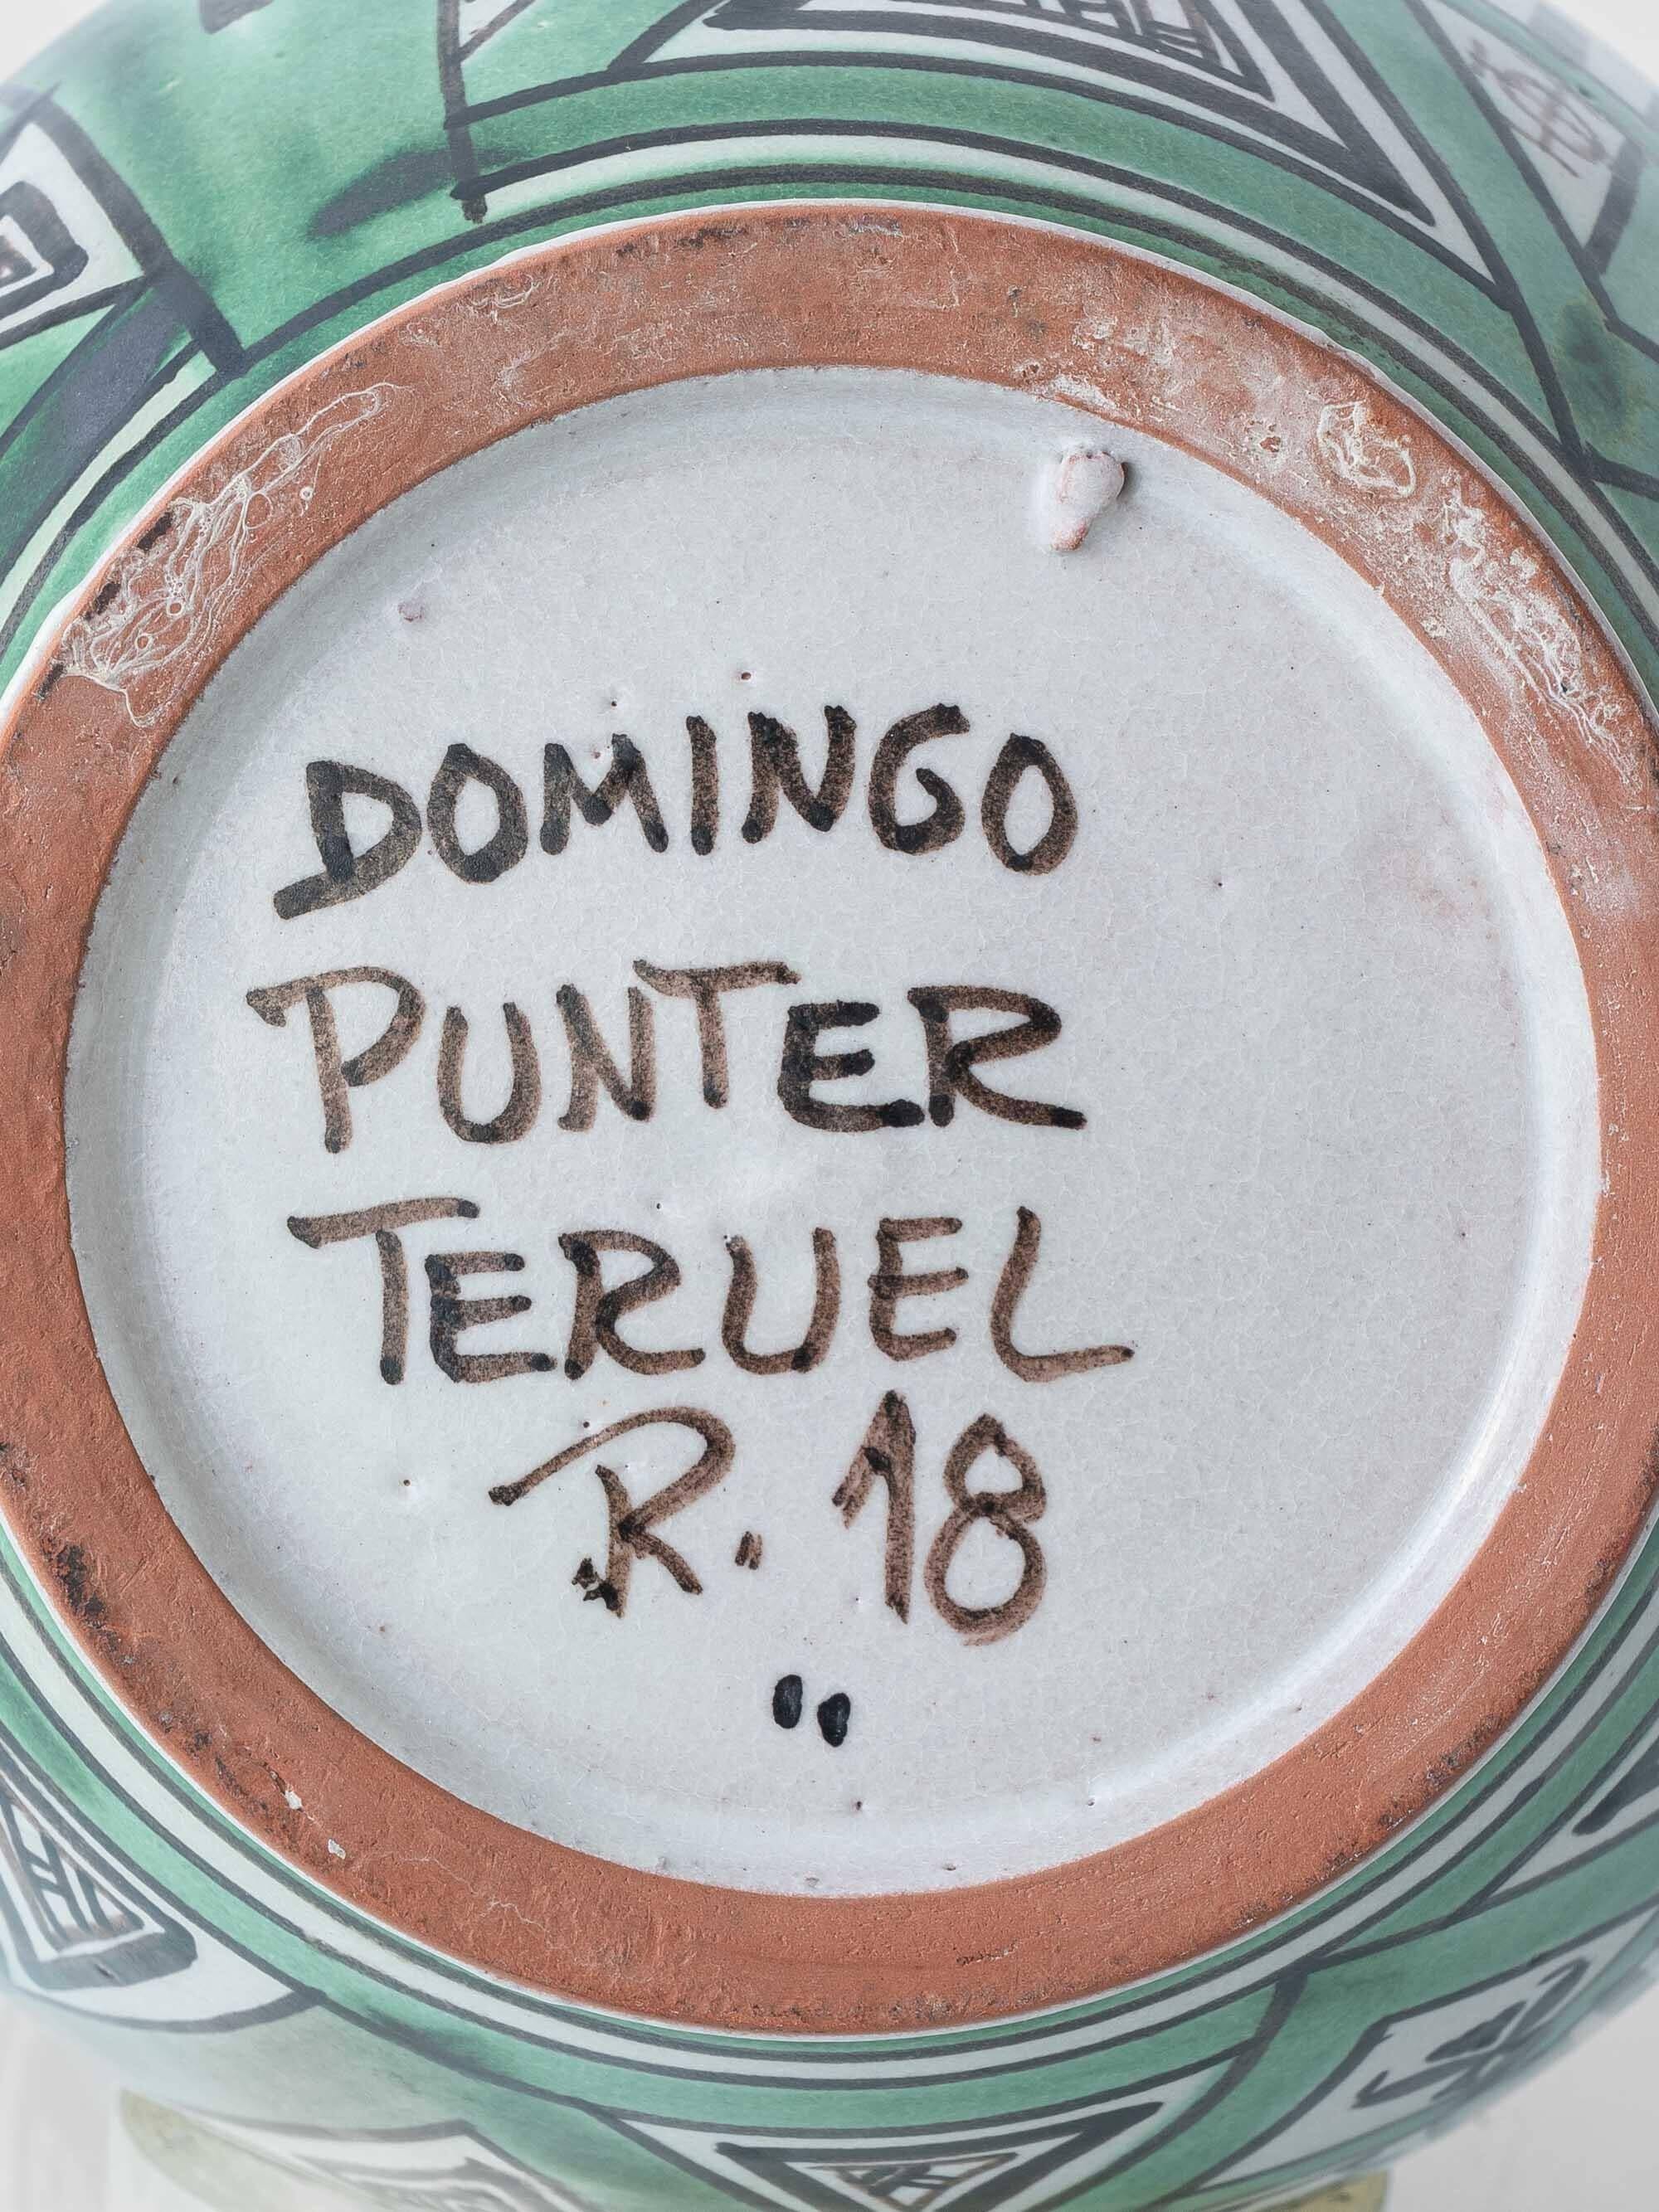 DOMINGO
PUNTER
TERUEL
R. 18
"